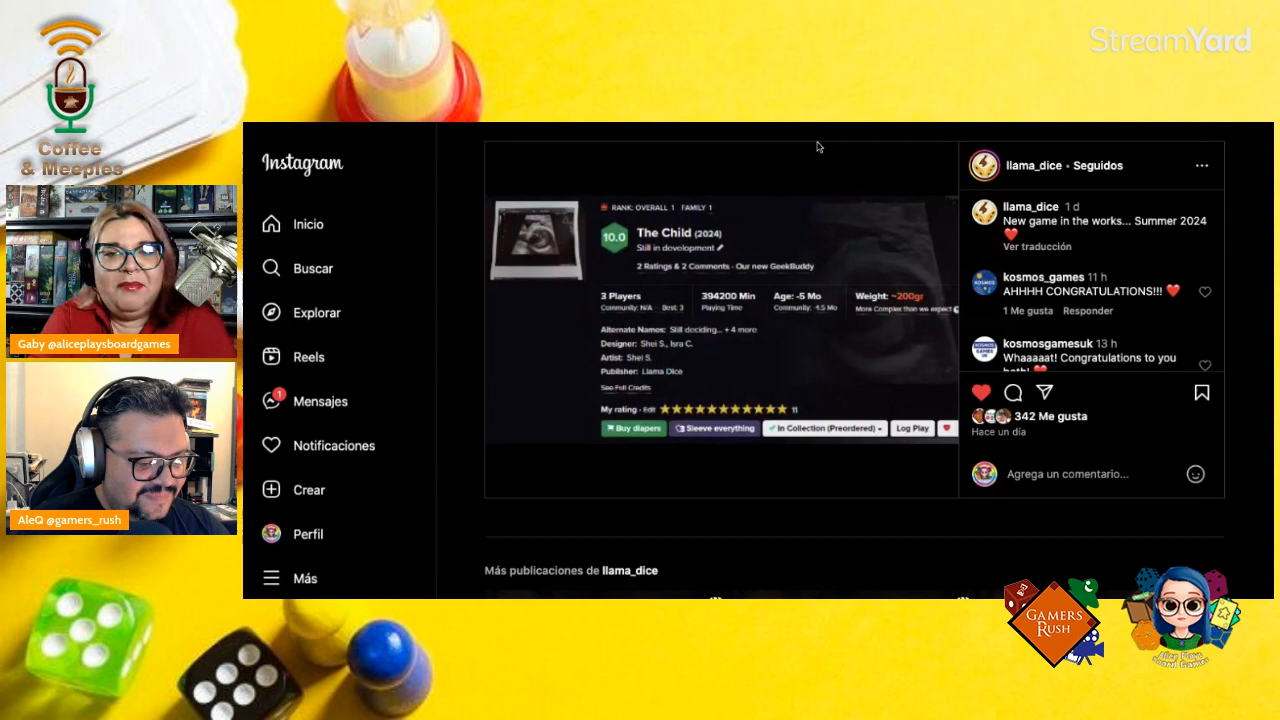 StreamYard
Coffee
& Meeples
Gaby @aliceplaysboardgames
AleQ @gamers_rush
Instagram
Inicio
Buscar
Explorar
Reels
1
Mensajes
Notificaciones
Crear
Perfil
Más
RANK: OVERALL 1 FAMILY 1
10.0
The Child (2024)
Still in development
2 Ratings & 2 Comments · Our new GeekBuddy
3 Players
Community: N/A Best: 3
394200 Min
Playing Time
Age: -5 Mo
Community: -4.5 Mo
Weight: ~200gr
More Complex than we expect
Alternate Names: Still deciding... + 4 more
Designer: Shei S., Isra C.
Artist: Shei S.
Publisher: Llama Dice
See Full Credits
My rating · Edit
11
Buy diapers
Sleeve everything
In Collection (Preordered)
Log Play
llama_dice • Seguidos
llama_dice 1 d
New game in the works... Summer 2024
❤️
Ver traducción
kosmos_games 11 h
AHHHH CONGRATULATIONS!!! ❤️
1 Me gusta Responder
kosmosgamesuk 13 h
Whaaaaat! Congratulations to you
both! ❤️
342 Me gusta
Hace un día
Agrega un comentario...
Más publicaciones de llama_dice
GAMERS
RUSH
Alice Plays
Board Games